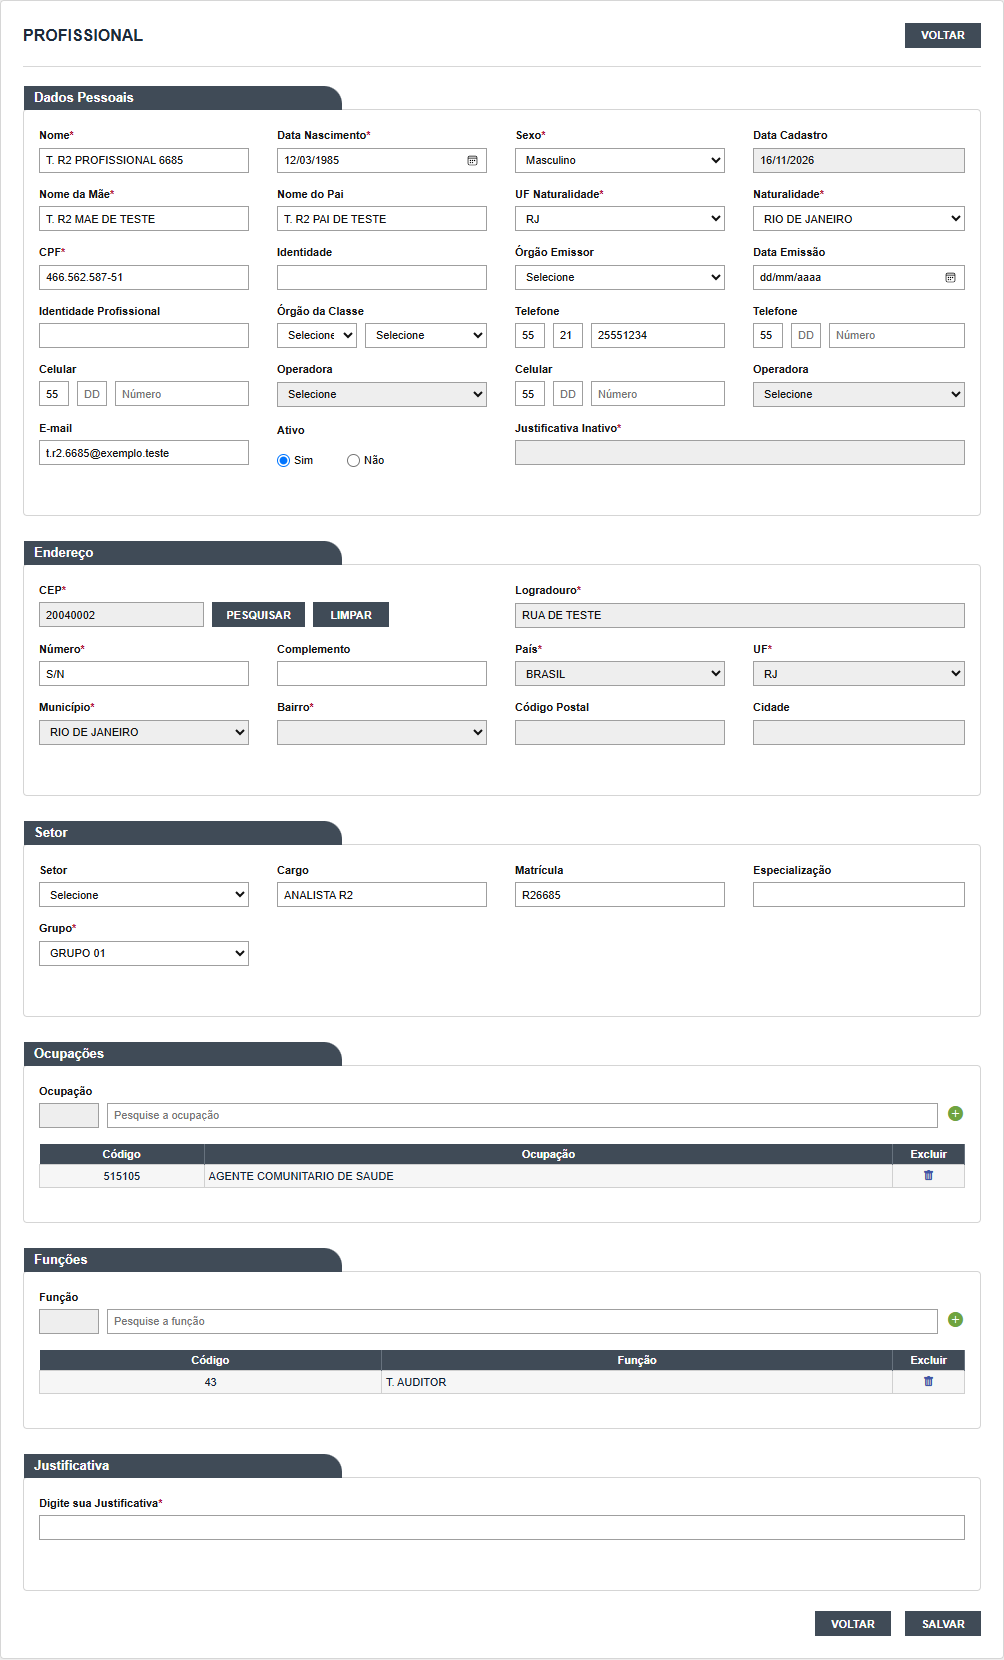 PROFISSIONAL
VOLTAR
Dados Pessoais
Nome* Data Nascimento* Sexo* Data Cadastro
T. R2 PROFISSIONAL 6685 12/03/1985 Masculino 16/11/2026
Nome da Mãe* Nome do Pai UF Naturalidade* Naturalidade*
T. R2 MAE DE TESTE T. R2 PAI DE TESTE RJ RIO DE JANEIRO
CPF* Identidade Órgão Emissor Data Emissão
466.562.587-51 Selecione dd/mm/aaaa
Identidade Profissional Órgão da Classe Telefone Telefone
Selecione Selecione 55 21 25551234 55 DD Número
Celular Operadora Celular Operadora
55 DD Número Selecione 55 DD Número Selecione
E-mail Ativo Justificativa Inativo*
t.r2.6685@exemplo.teste Sim Não
Endereço
CEP* Logradouro*
20040002 PESQUISAR LIMPAR RUA DE TESTE
Número* Complemento País* UF*
S/N BRASIL RJ
Município* Bairro* Código Postal Cidade
RIO DE JANEIRO
Setor
Setor Cargo Matrícula Especialização
Selecione ANALISTA R2 R26685
Grupo*
GRUPO 01
Ocupações
Ocupação
Pesquise a ocupação
Código Ocupação Excluir
515105 AGENTE COMUNITARIO DE SAUDE
Funções
Função
Pesquise a função
Código Função Excluir
43 T. AUDITOR
Justificativa
Digite sua Justificativa*
VOLTAR SALVAR